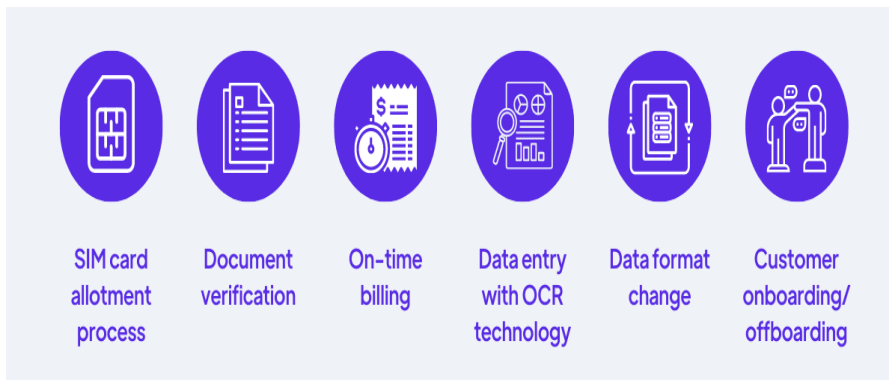 SIM card
allotment
process
Document
verification
On-time
billing
Data entry
with OCR
technology
Data format
change
Customer
onboarding/
offboarding
$